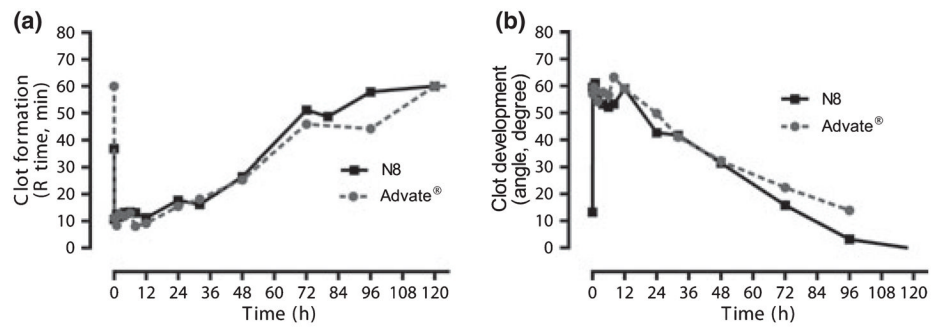 (a)
Clot formation
(R time, min)
80
70
60
50
40
30
20
10
0
N8
Advate®
0 12 24 36 48 60 72 84 96 108 120
Time (h)
(b)
Clot development
(angle, degree)
80
70
60
50
40
30
20
10
0
N8
Advate®
0 12 24 36 48 60 72 84 96 108 120
Time (h)